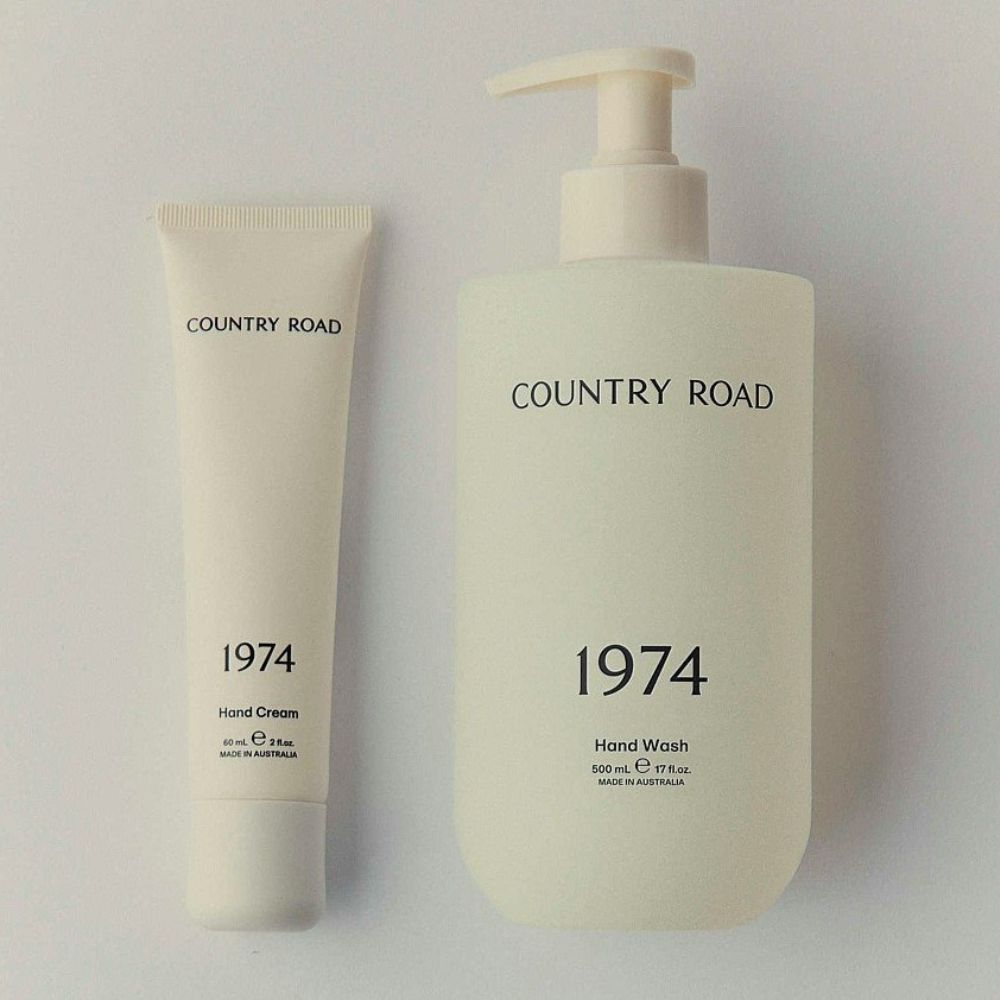 COUNTRY ROAD
1974
Hand Cream
60 mL ℮ 2 fl.oz.
MADE IN AUSTRALIA
COUNTRY ROAD
1974
Hand Wash
500 mL ℮ 17 fl.oz.
MADE IN AUSTRALIA